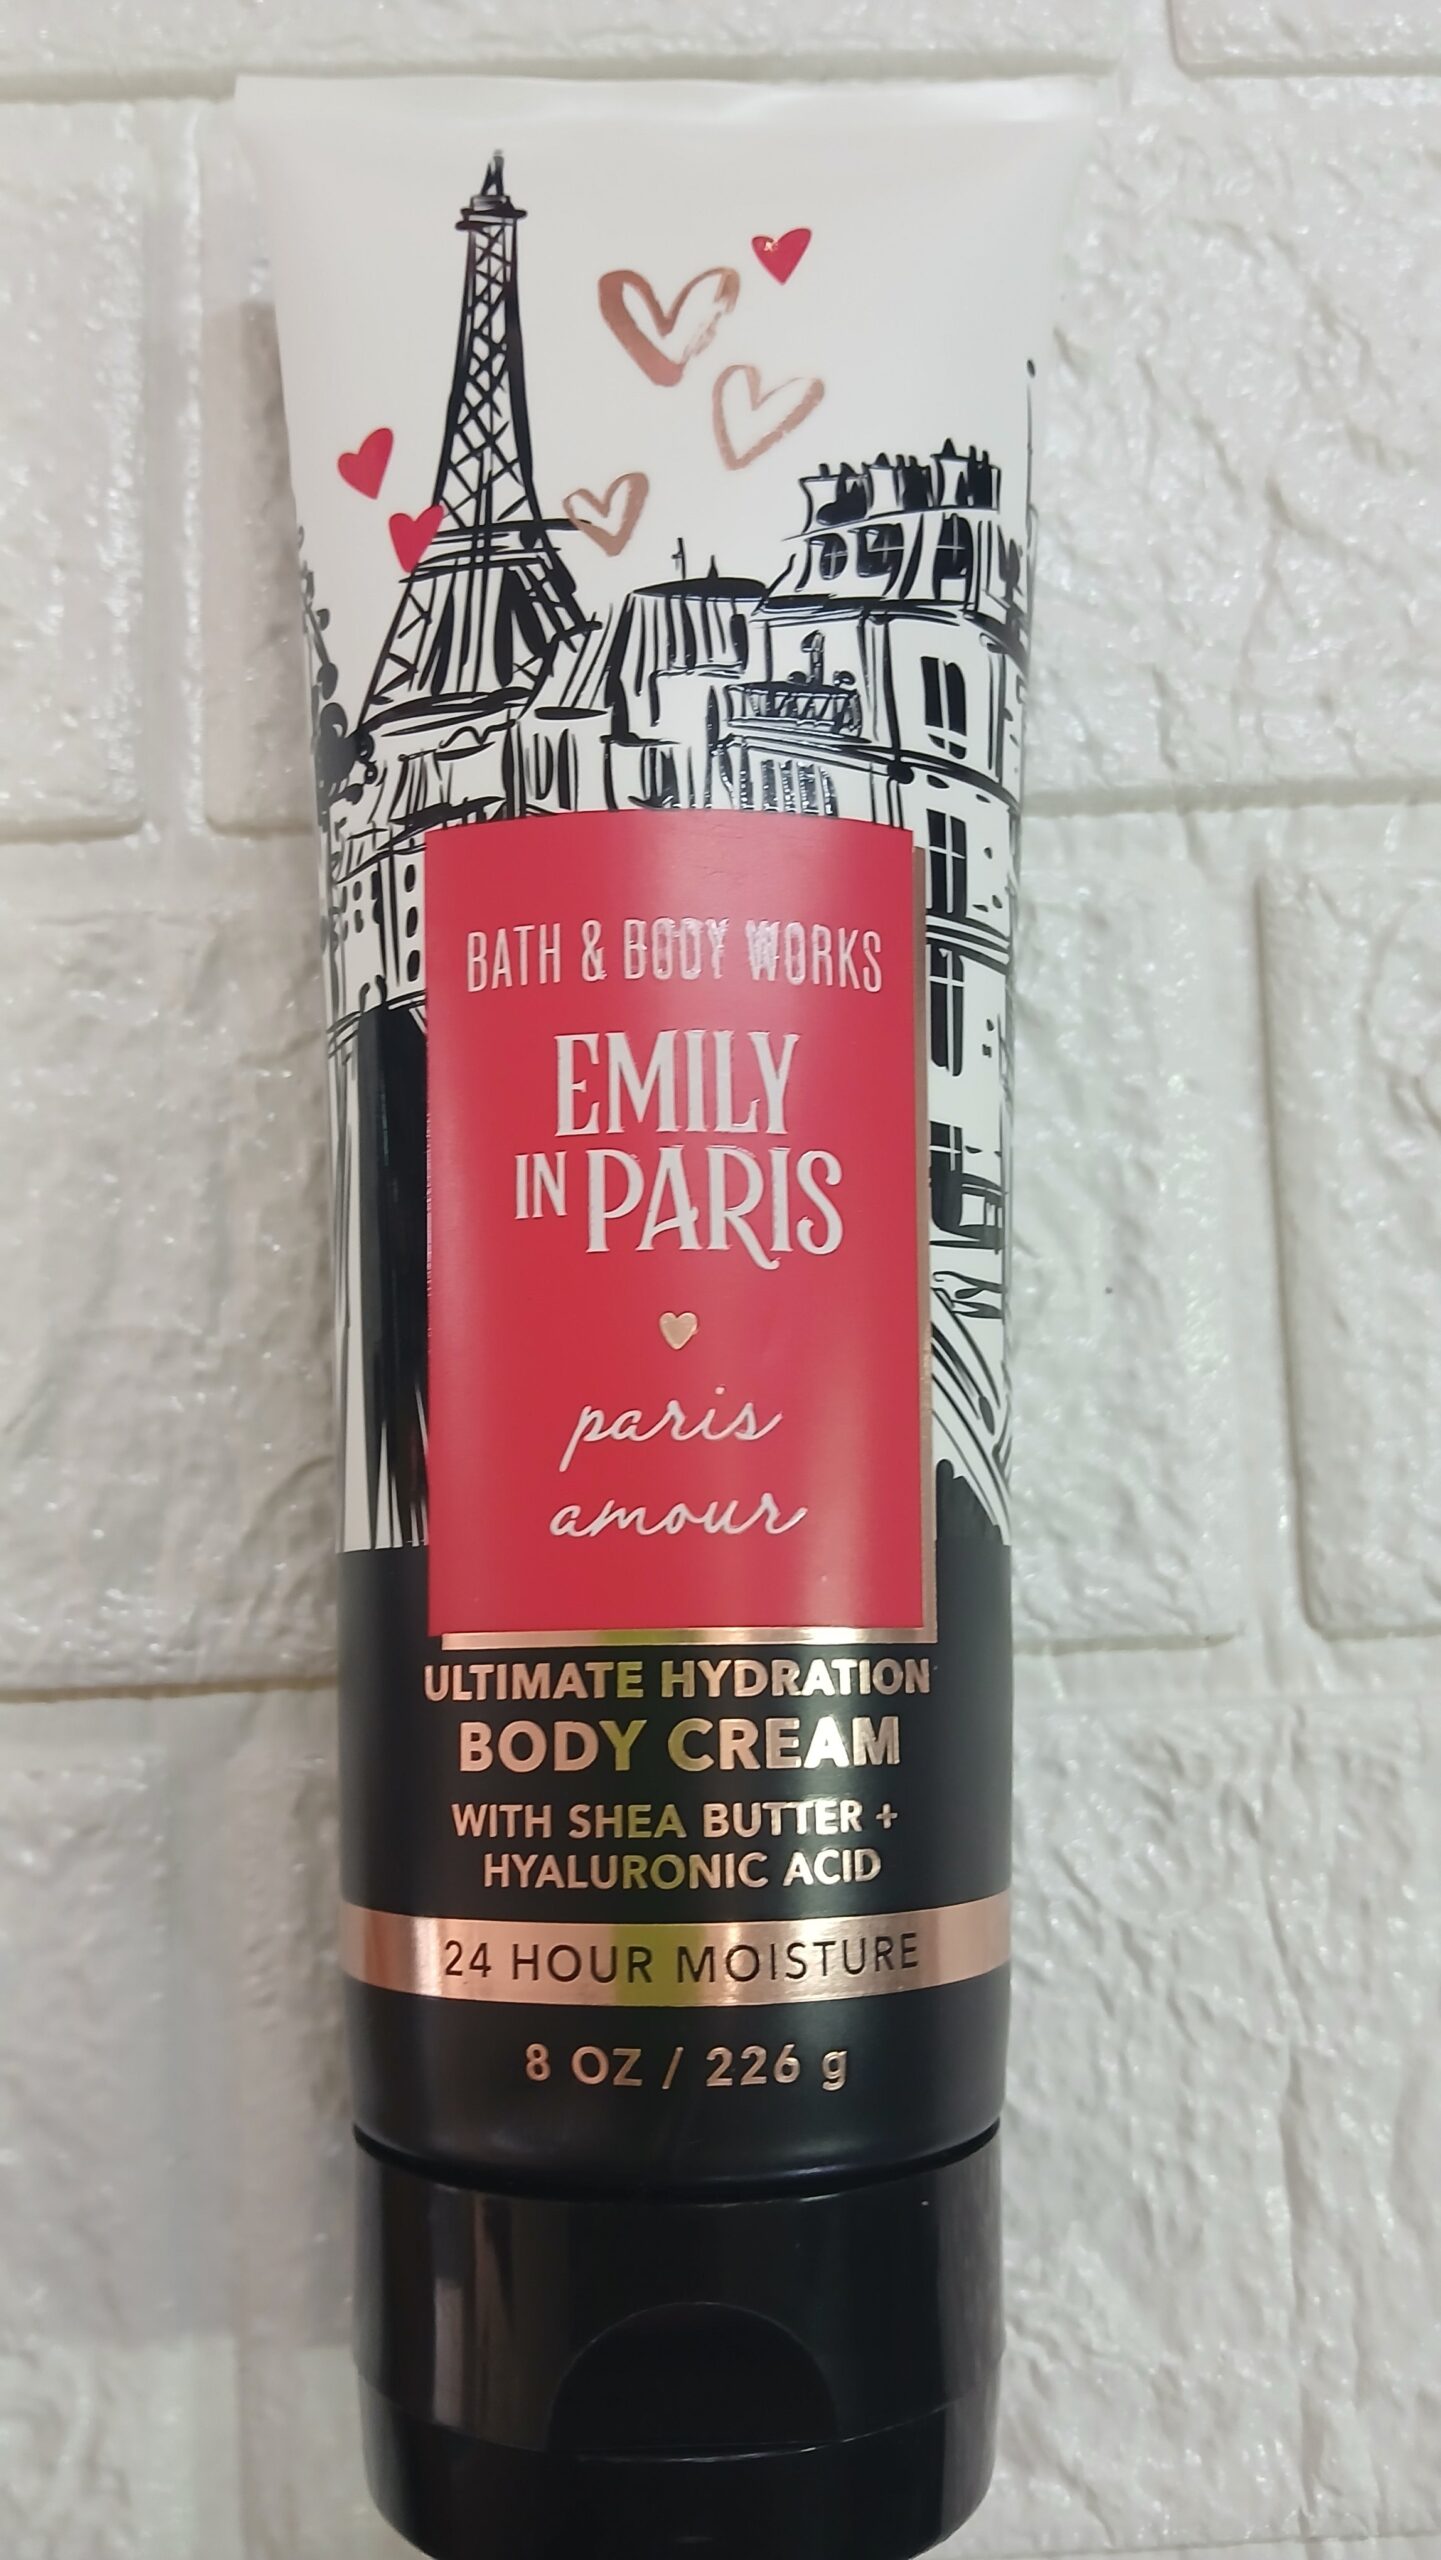 BATH & BODY WORKS
EMILY
IN PARIS
paris
amour
ULTIMATE HYDRATION
BODY CREAM
WITH SHEA BUTTER +
HYALURONIC ACID
24 HOUR MOISTURE
8 OZ / 226 g